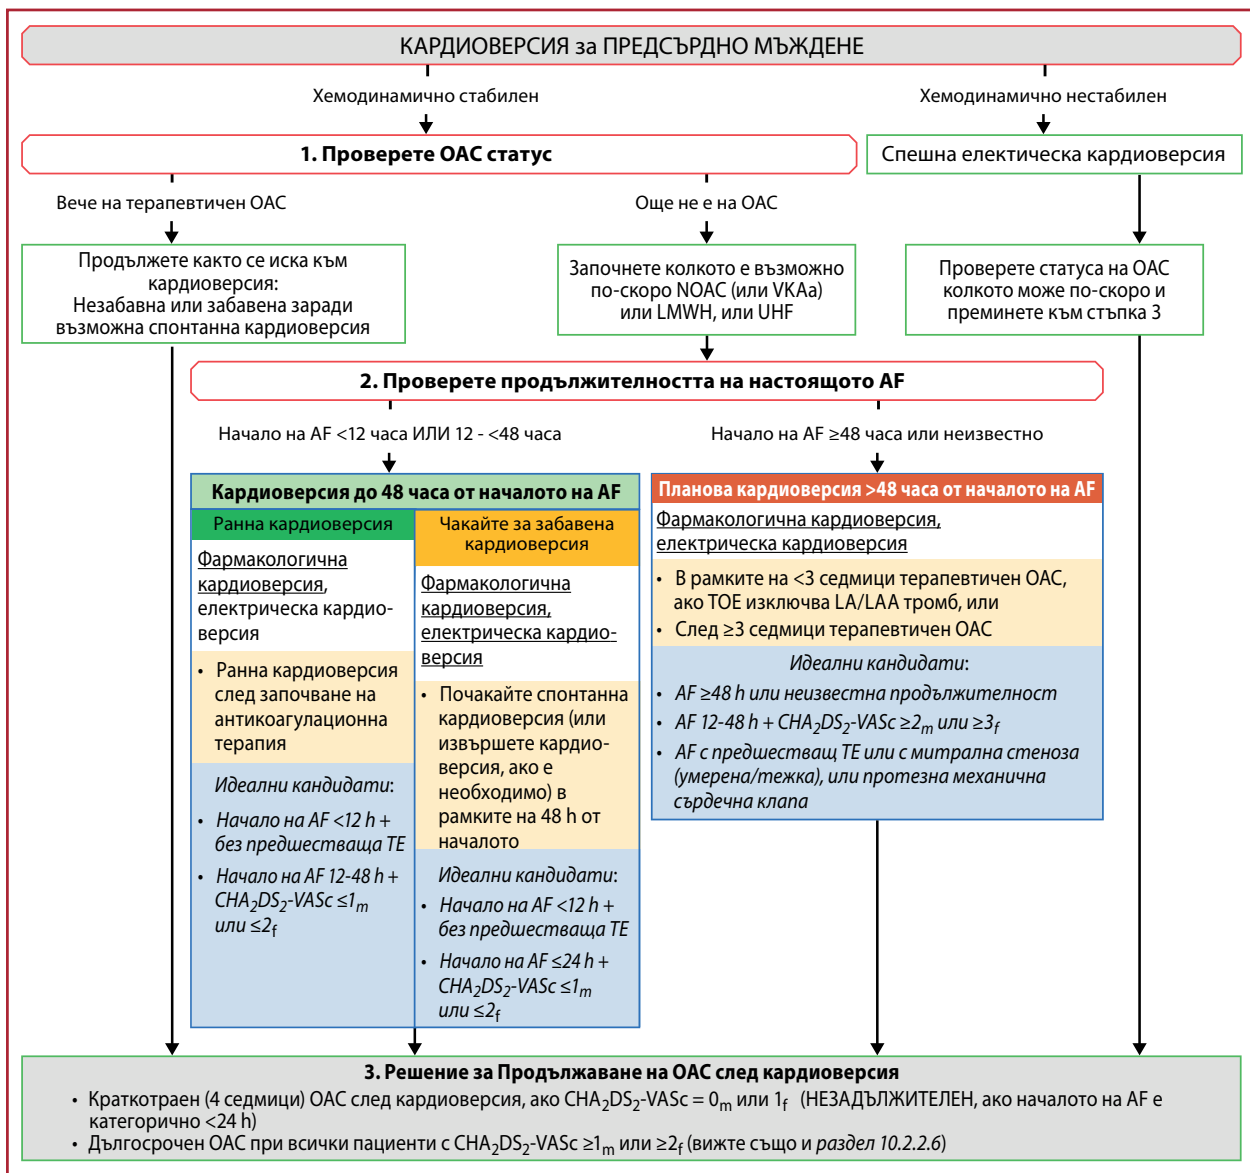 КАРДИОВЕРСИЯ за ПРЕДСЪРДНО МЪЖДЕНЕ
Хемодинамично стабилен
Хемодинамично нестабилен
1. Проверете ОАС статус
Спешна електическа кардиоверсия
Вече на терапевтичен ОАС
Още не е на ОАС
Продължете както се иска към
кардиоверсия:
Незабавна или забавена заради
възможна спонтанна кардиоверсия
Започнете колкото е възможно
по-скоро NOAC (или VKAa)
или LMWH, или UHF
Проверете статуса на ОАС
колкото може по-скоро и
преминете към стъпка 3
2. Проверете продължителността на настоящото AF
Начало на AF <12 часа ИЛИ 12 - <48 часа
Начало на AF ≥48 часа или неизвестно
Кардиоверсия до 48 часа от началото на AF
Ранна кардиоверсия
Фармакологична
кардиоверсия,
електрическа кардио-
версия
• Ранна кардиоверсия
след започване на
антикоагулационна
терапия
Идеални кандидати:
• Начало на AF <12 h +
без предшестваща ТЕ
• Начало на AF 12-48 h +
CHA₂DS₂-VASc ≤1m
или ≤2f
Чакайте за забавена
кардиоверсия
Фармакологична
кардиоверсия,
електрическа кардио-
версия
• Почакайте спонтанна
кардиоверсия (или
извършете кардио-
версия, ако е
необходимо) в
рамките на 48 h от
началото
Идеални кандидати:
• Начало на AF <12 h +
без предшестваща ТЕ
• Начало на AF ≤24 h +
CHA₂DS₂-VASc ≤1m
или ≤2f
Планова кардиоверсия >48 часа от началото на AF
Фармакологична кардиоверсия,
електрическа кардиоверсия
• В рамките на <3 седмици терапевтичен ОАС,
ако ТОЕ изключва LA/LAA тромб, или
• След ≥3 седмици терапевтичен ОАС
Идеални кандидати:
• AF ≥48 h или неизвестна продължителност
• AF 12-48 h + CHA₂DS₂-VASc ≥2m или ≥3f
• AF с предшестващ ТЕ или с митрална стеноза
(умерена/тежка), или протезна механична
сърдечна клапа
3. Решение за Продължаване на ОАС след кардиоверсия
• Краткотраен (4 седмици) ОАС след кардиоверсия, ако CHA₂DS₂-VASc = 0m или 1f (НЕЗАДЪЛЖИТЕЛЕН, ако началото на AF е
категорично <24 h)
• Дългосрочен ОАС при всички пациенти с CHA₂DS₂-VASc ≥1m или ≥2f (вижте също и раздел 10.2.2.6)